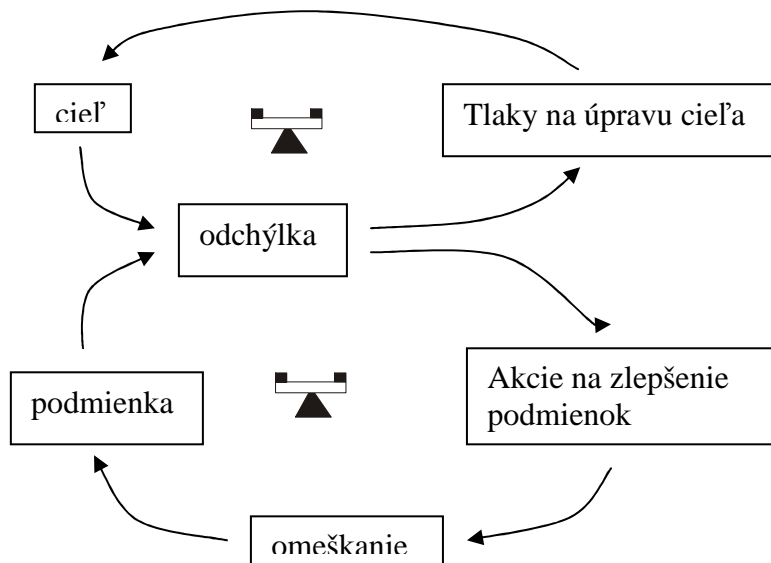 cieľ
Tlaky na úpravu cieľa
odchýlka
podmienka
Akcie na zlepšenie
podmienok
omeškanie